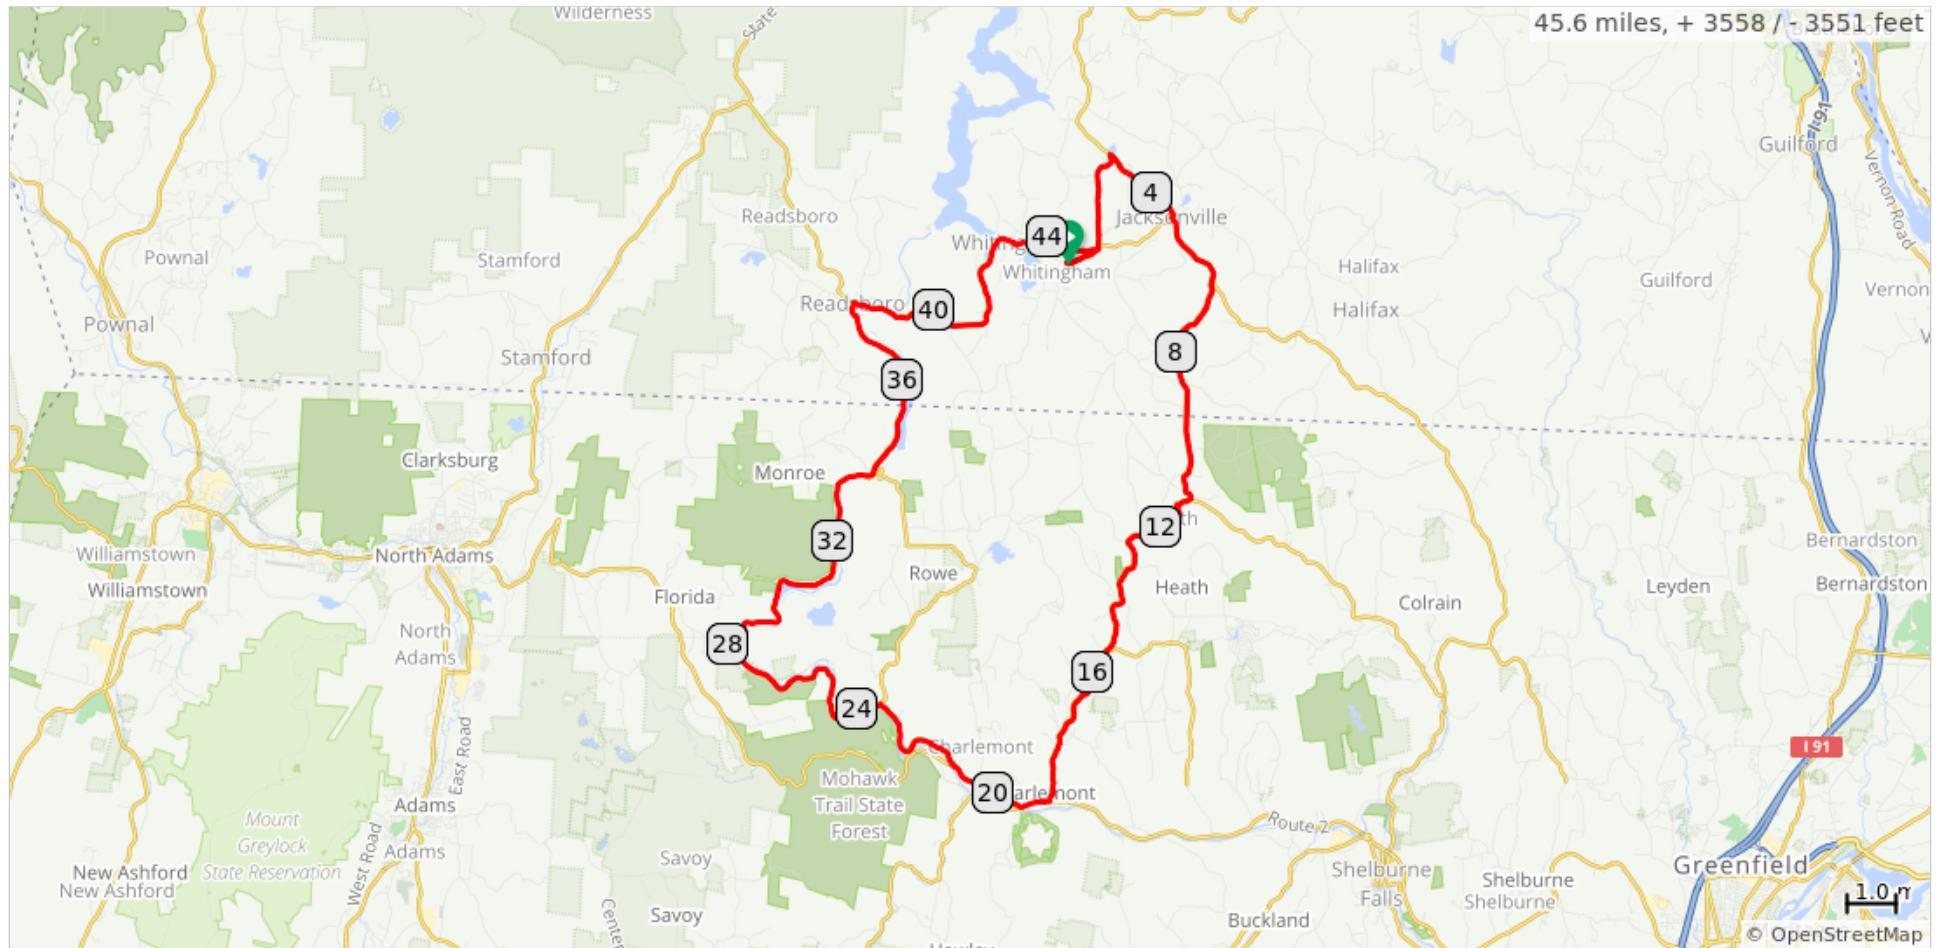 Wilderness
State
45.6 miles, + 3558 / - 3551 feet
I 91
Guilford
Vernon Road
4
Readsboro
Jacksonville
44
Pownal
Stamford
Whitingham
Halifax
Guilford
Vernon
Readsboro
40
Halifax
Pownal
Stamford
8
36
Clarksburg
Monroe
12
32
Williamstown
North Adams
Bernardston
Williamstown
Rowe
Heath
Leyden
Bernardston
Florida
Colrain
North
Adams
28
16
24
East Road
Charlemont
I 91
Mohawk
Trail State
Forest
20
Charlemont
Adams
Mount
Greylock
State Reservation
Route 2
West Road
Adams
Savoy
New Ashford
New Ashford
Shelburne
Falls
Shelburne
Shelburne
Greenfield
1.0 m
Savoy
Buckland
© OpenStreetMap